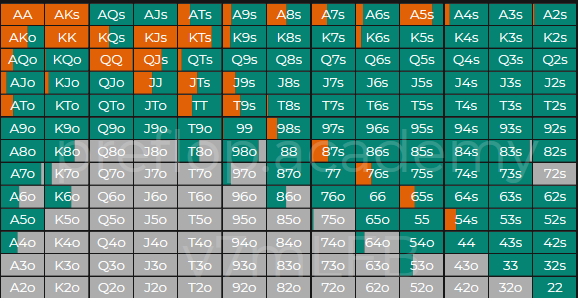 AA AKs AQs AJs ATs A9s A8s A7s A6s A5s A4s A3s A2s
AKo KK KQs KJs KTs K9s K8s K7s K6s K5s K4s K3s K2s
AQo KQo QQ QJs QTs Q9s Q8s Q7s Q6s Q5s Q4s Q3s Q2s
AJo KJo QJo JJ JTs J9s J8s J7s J6s J5s J4s J3s J2s
ATo KTo QTo JTo TT T9s T8s T7s T6s T5s T4s T3s T2s
A9o K9o Q9o J9o T9o 99 98s 97s 96s 95s 94s 93s 92s
A8o K8o Q8o J8o T8o 98o 88 87s 86s 85s 84s 83s 82s
A7o K7o Q7o J7o T7o 97o 87o 77 76s 75s 74s 73s 72s
A6o K6o Q6o J6o T6o 96o 86o 76o 66 65s 64s 63s 62s
A5o K5o Q5o J5o T5o 95o 85o 75o 65o 55 54s 53s 52s
A4o K4o Q4o J4o T4o 94o 84o 74o 64o 54o 44 43s 42s
A3o K3o Q3o J3o T3o 93o 83o 73o 63o 53o 43o 33 32s
A2o K2o Q2o J2o T2o 92o 82o 72o 62o 52o 42o 32o 22
preflop.academy